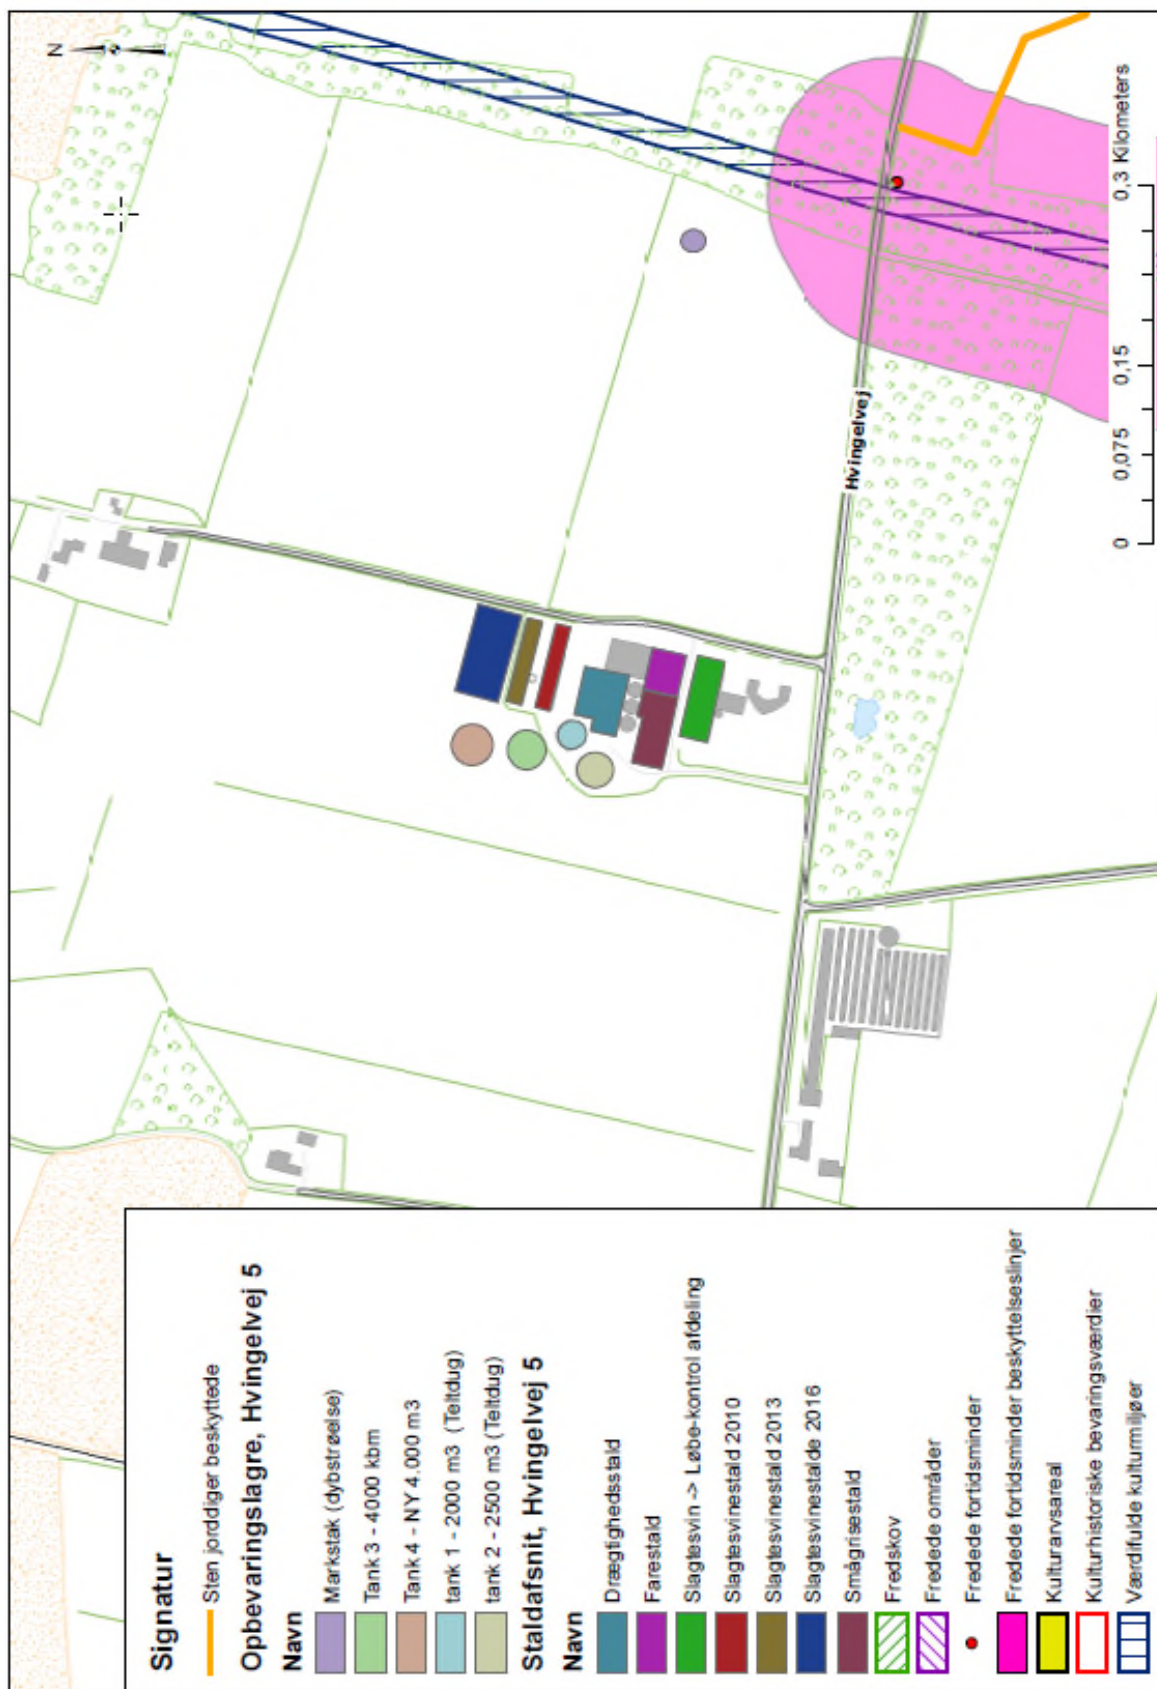 N
Hvingelvej
0 0,075 0,15 0,3 Kilometers
Signatur
Sten jorddiger beskyttede
Opbevaringslagre, Hvingelvej 5
Navn
Markstak (dybstrøelse)
Tank 3 - 4000 kbm
Tank 4 - NY 4.000 m3
tank 1 - 2000 m3 (Teltdug)
tank 2 - 2500 m3 (Teltdug)
Staldafsnit, Hvingelvej 5
Navn
Drægtighedsstald
Farestald
Slagtesvin -> Løbe-kontrol afdeling
Slagtesvinestald 2010
Slagtesvinestald 2013
Slagtesvinestalde 2016
Smågrisestald
Fredskov
Fredede områder
Fredede fortidsminder
Fredede fortidsminder beskyttelseslinjer
Kulturarvsareal
Kulturhistoriske bevaringsværdier
Værdifulde kulturmiljøer